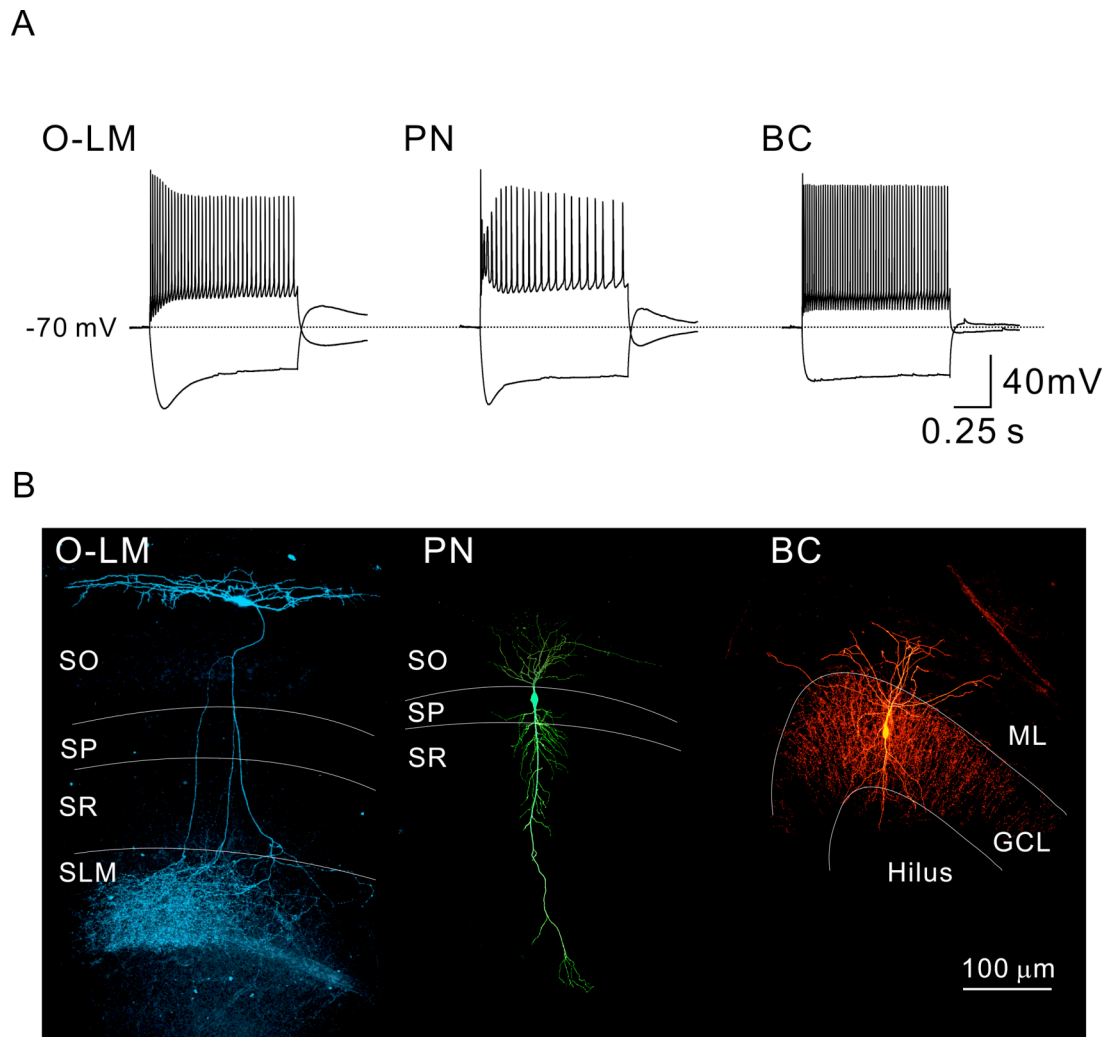 A
O-LM PN BC
-70 mV
40mV
0.25 s
B
O-LM PN BC
SO SO
SP SP
SR SR
SLM
ML
GCL
Hilus
100 µm